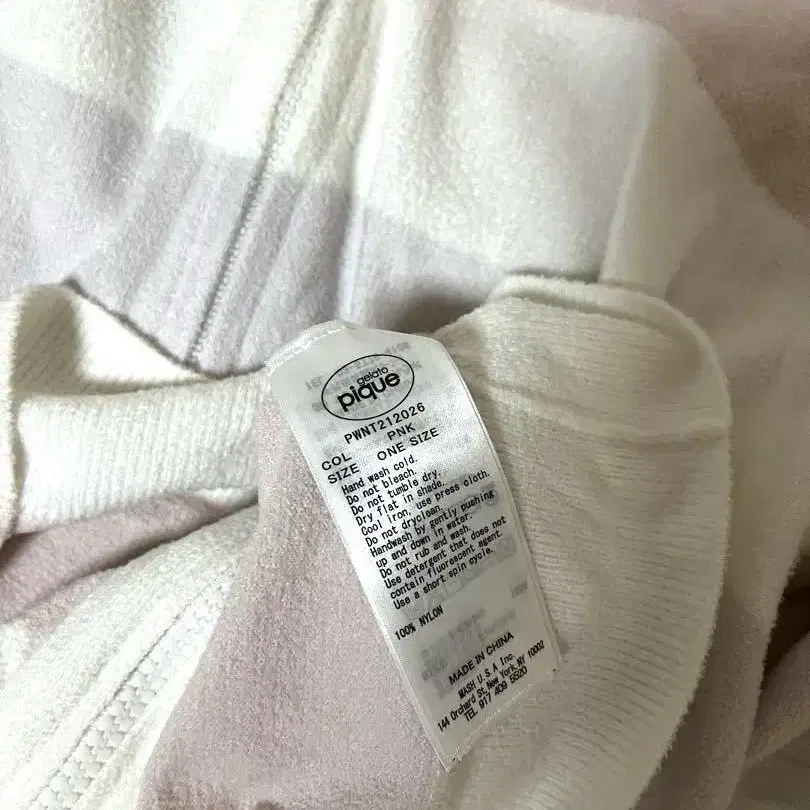 gelato
pique
PWNT212026
COL PNK
SIZE ONE SIZE
Hand wash cold.
Do not bleach.
Do not tumble dry.
Dry flat in shade.
Cool iron, use press cloth.
Do not dryclean.
Handwash by gently pushing
up and down in water.
Do not rub and wash.
Use detergent that does not
contain fluorescent agent.
Use a short spin cycle.
100% NYLON
MADE IN CHINA
MASH U.S.A Inc.
144 Orchard St, New York, NY 10002
TEL 917 409 5520